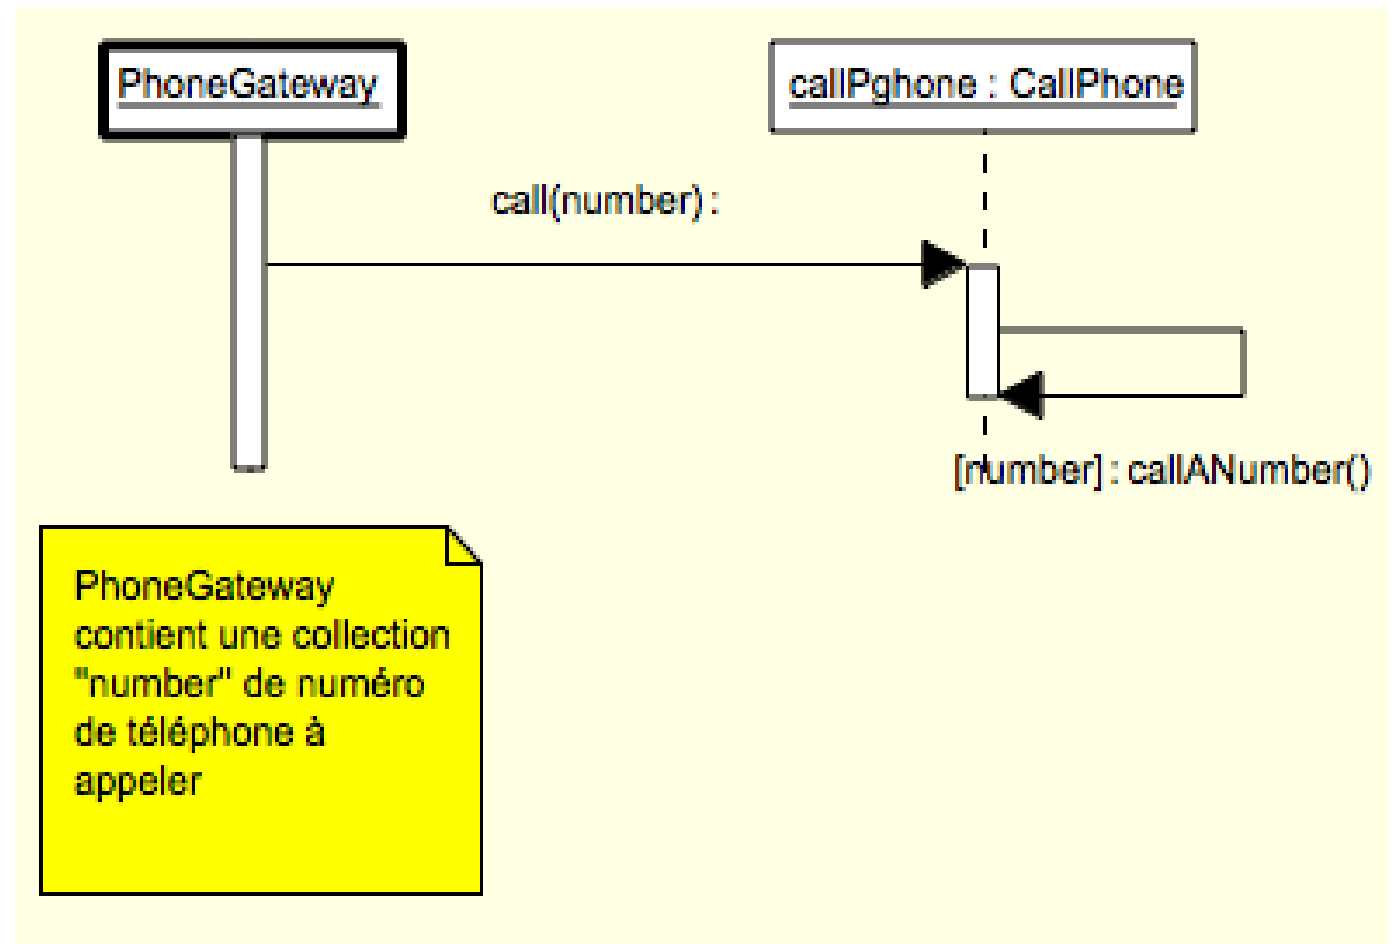 PhoneGateway
callPghone : CallPhone
call(number) :
[number] : callANumber()
PhoneGateway
contient une collection
"number" de numéro
de téléphone à
appeler